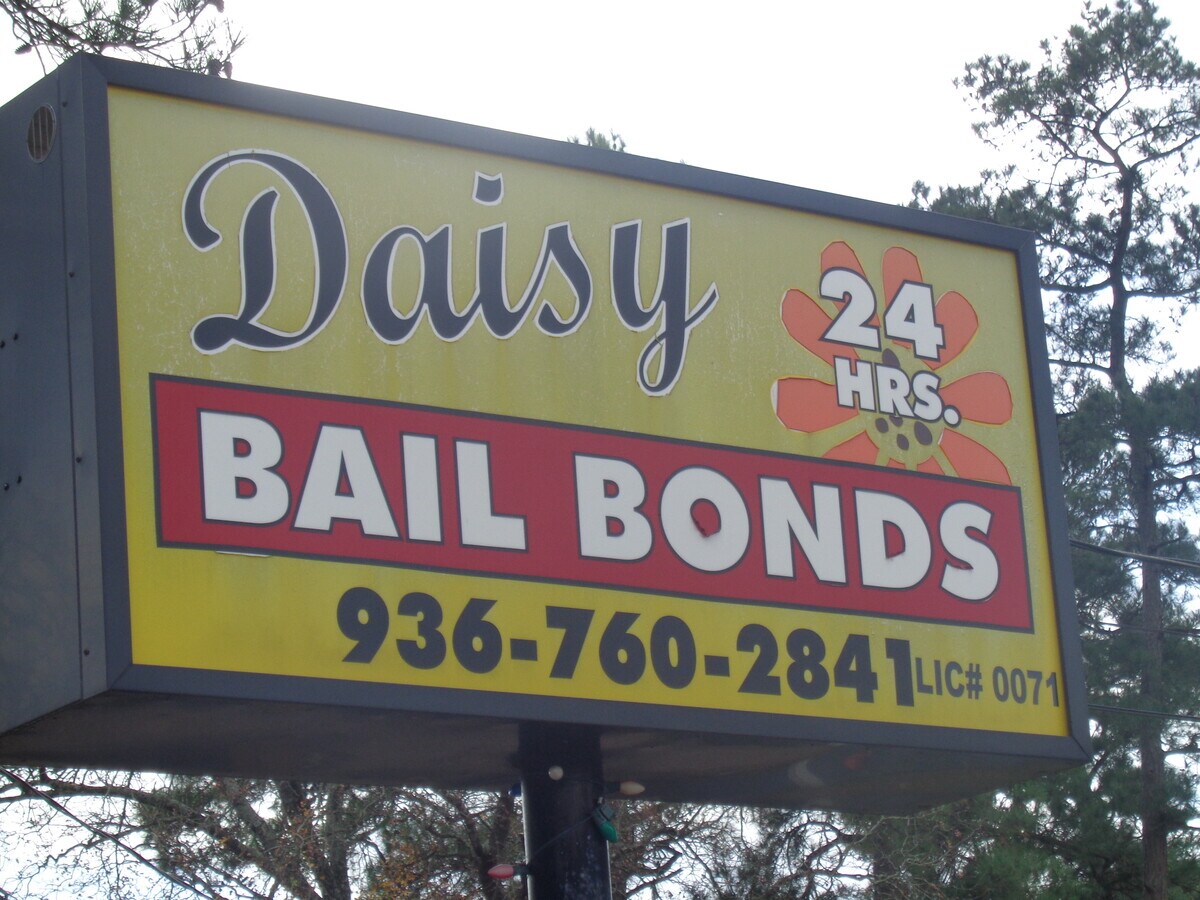 Daisy
24
HRS.
BAIL BONDS
936-760-2841 LIC# 0071